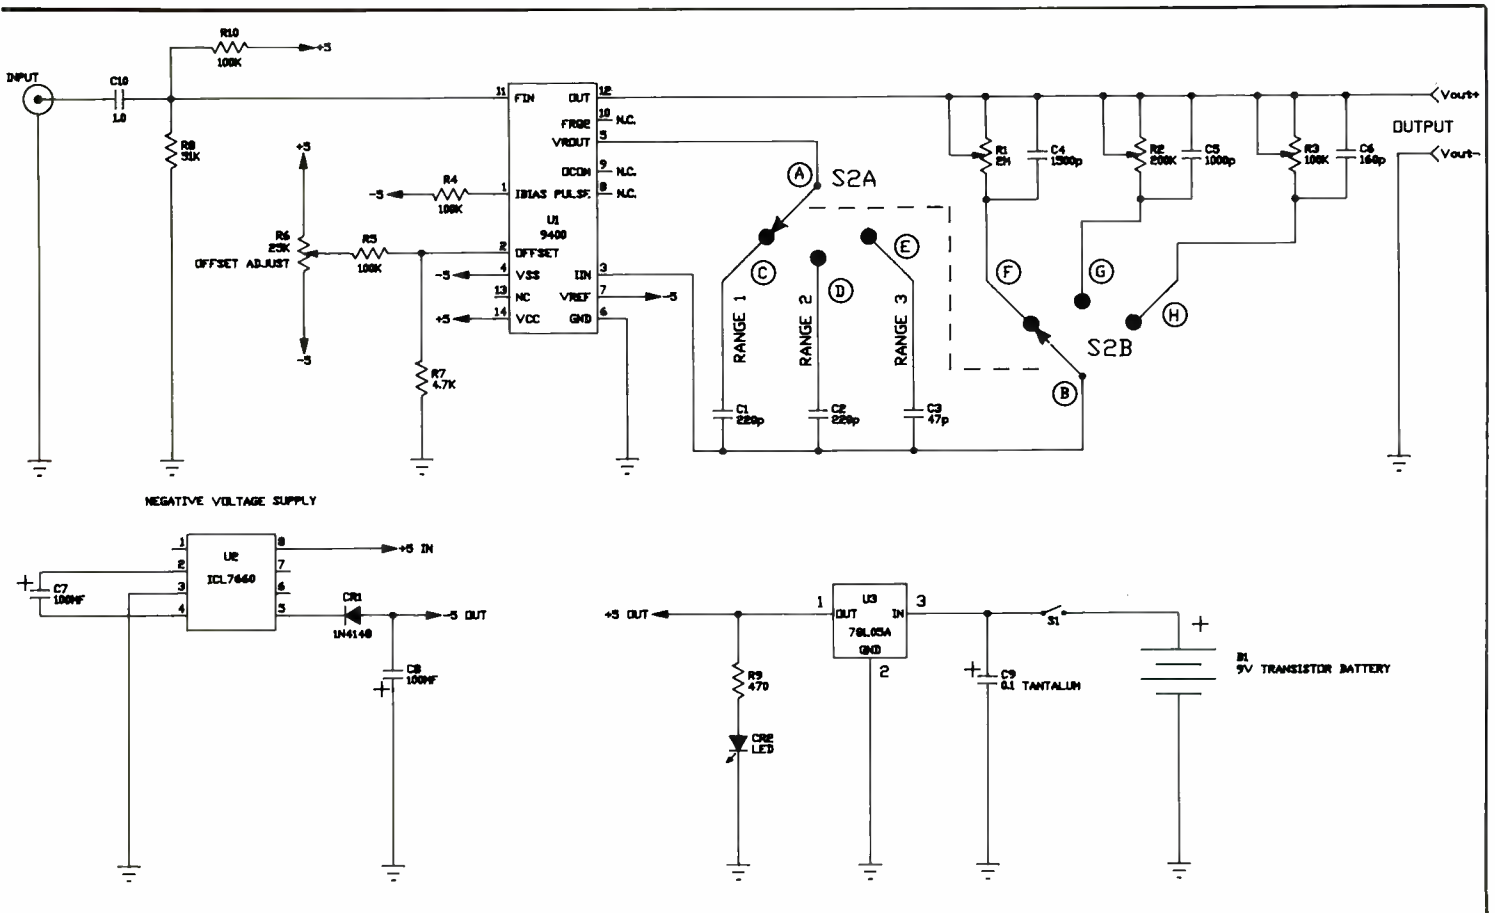 R10
100K
+5
INPUT
C10
1.0
R8
51K
+5
R6
25K
OFFSET ADJUST
-5
-5
R4
100K
R5
100K
R7
4.7K
-5
+5
11 FIN
1 IBIAS
2 OFFSET
4 VSS
13 NC
14 VCC
U1
9400
OUT 12
FRQ2 10 N.C.
VROUT 5
OCON 9 N.C.
PULSE. 8 N.C.
IIN 3
VREF 7 -5
GND 6
A
S2A
C
D
E
RANGE 1
RANGE 2
RANGE 3
C1
220p
C2
220p
C3
47p
R1
2M
C4
1500p
R2
200K
C5
1000p
R3
100K
C6
160p
Vout+
OUTPUT
Vout-
F
G
H
S2B
B
NEGATIVE VOLTAGE SUPPLY
U2
ICL7660
1
2
3
4
8
7
6
5
+5 IN
+
C7
100MF
CR1
1N4148
-5 OUT
C8
100MF
+
+5 OUT
1
OUT
U3
IN
3
78L05A
GND
2
R9
470
CR2
LED
+
C9
0.1 TANTALUM
S1
+
B1
9V TRANSISTOR BATTERY